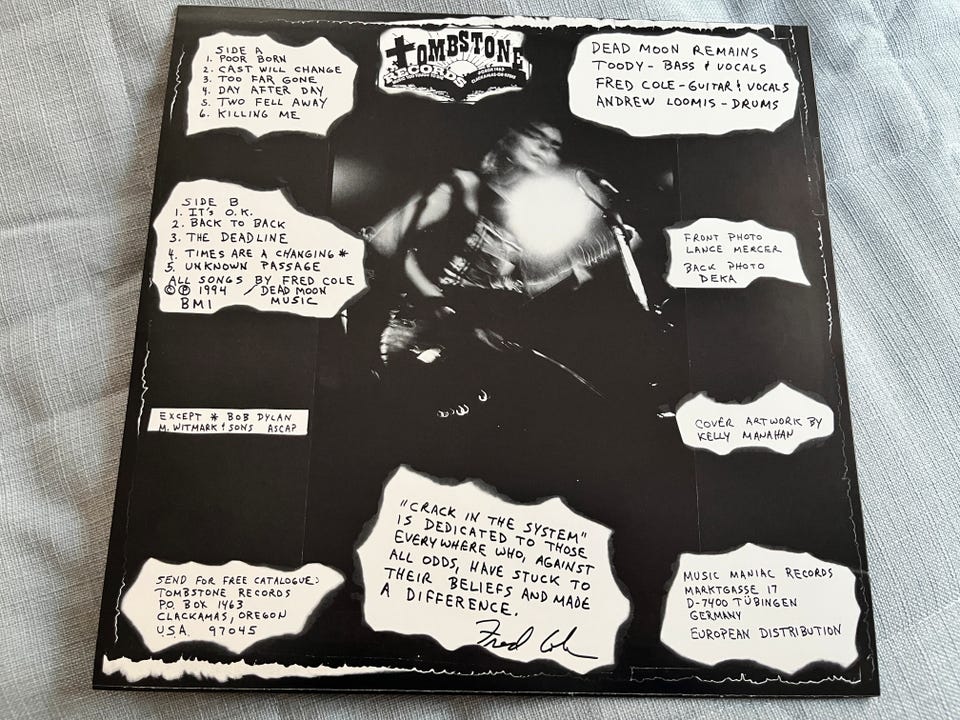 SIDE A
1. POOR BORN
2. CAST WILL CHANGE
3. TOO FAR GONE
4. DAY AFTER DAY
5. TWO FELL AWAY
6. KILLING ME
TOMBSTONE
RECORDS
DEAD MOON REMAINS
TOODY - BASS & VOCALS
FRED COLE - GUITAR & VOCALS
ANDREW LOOMIS - DRUMS
SIDE B
1. IT'S O.K.
2. BACK TO BACK
3. THE DEADLINE
4. TIMES ARE A CHANGING *
5. UNKNOWN PASSAGE
ALL SONGS BY FRED COLE
© ℗ 1994 / DEAD MOON
BMI MUSIC
FRONT PHOTO
LANCE MERCER
BACK PHOTO
DEKA
EXCEPT * BOB DYLAN
M. WITMARK & SONS ASCAP
COVER ARTWORK BY
KELLY MANAHAN
"CRACK IN THE SYSTEM"
IS DEDICATED TO THOSE
EVERYWHERE WHO, AGAINST
ALL ODDS, HAVE STUCK TO
THEIR BELIEFS AND MADE
A DIFFERENCE.
Fred Cole
SEND FOR FREE CATALOGUE:
TOMBSTONE RECORDS
P.O. BOX 1463
CLACKAMAS, OREGON
U.S.A. 97045
MUSIC MANIAC RECORDS
MARKTGASSE 17
D-7400 TÜBINGEN
GERMANY
EUROPEAN DISTRIBUTION